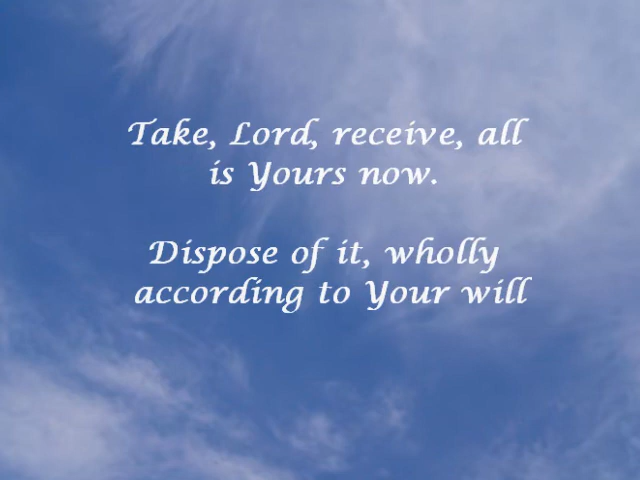 Take, Lord, receive, all
is Yours now.
Dispose of it, wholly
according to Your will